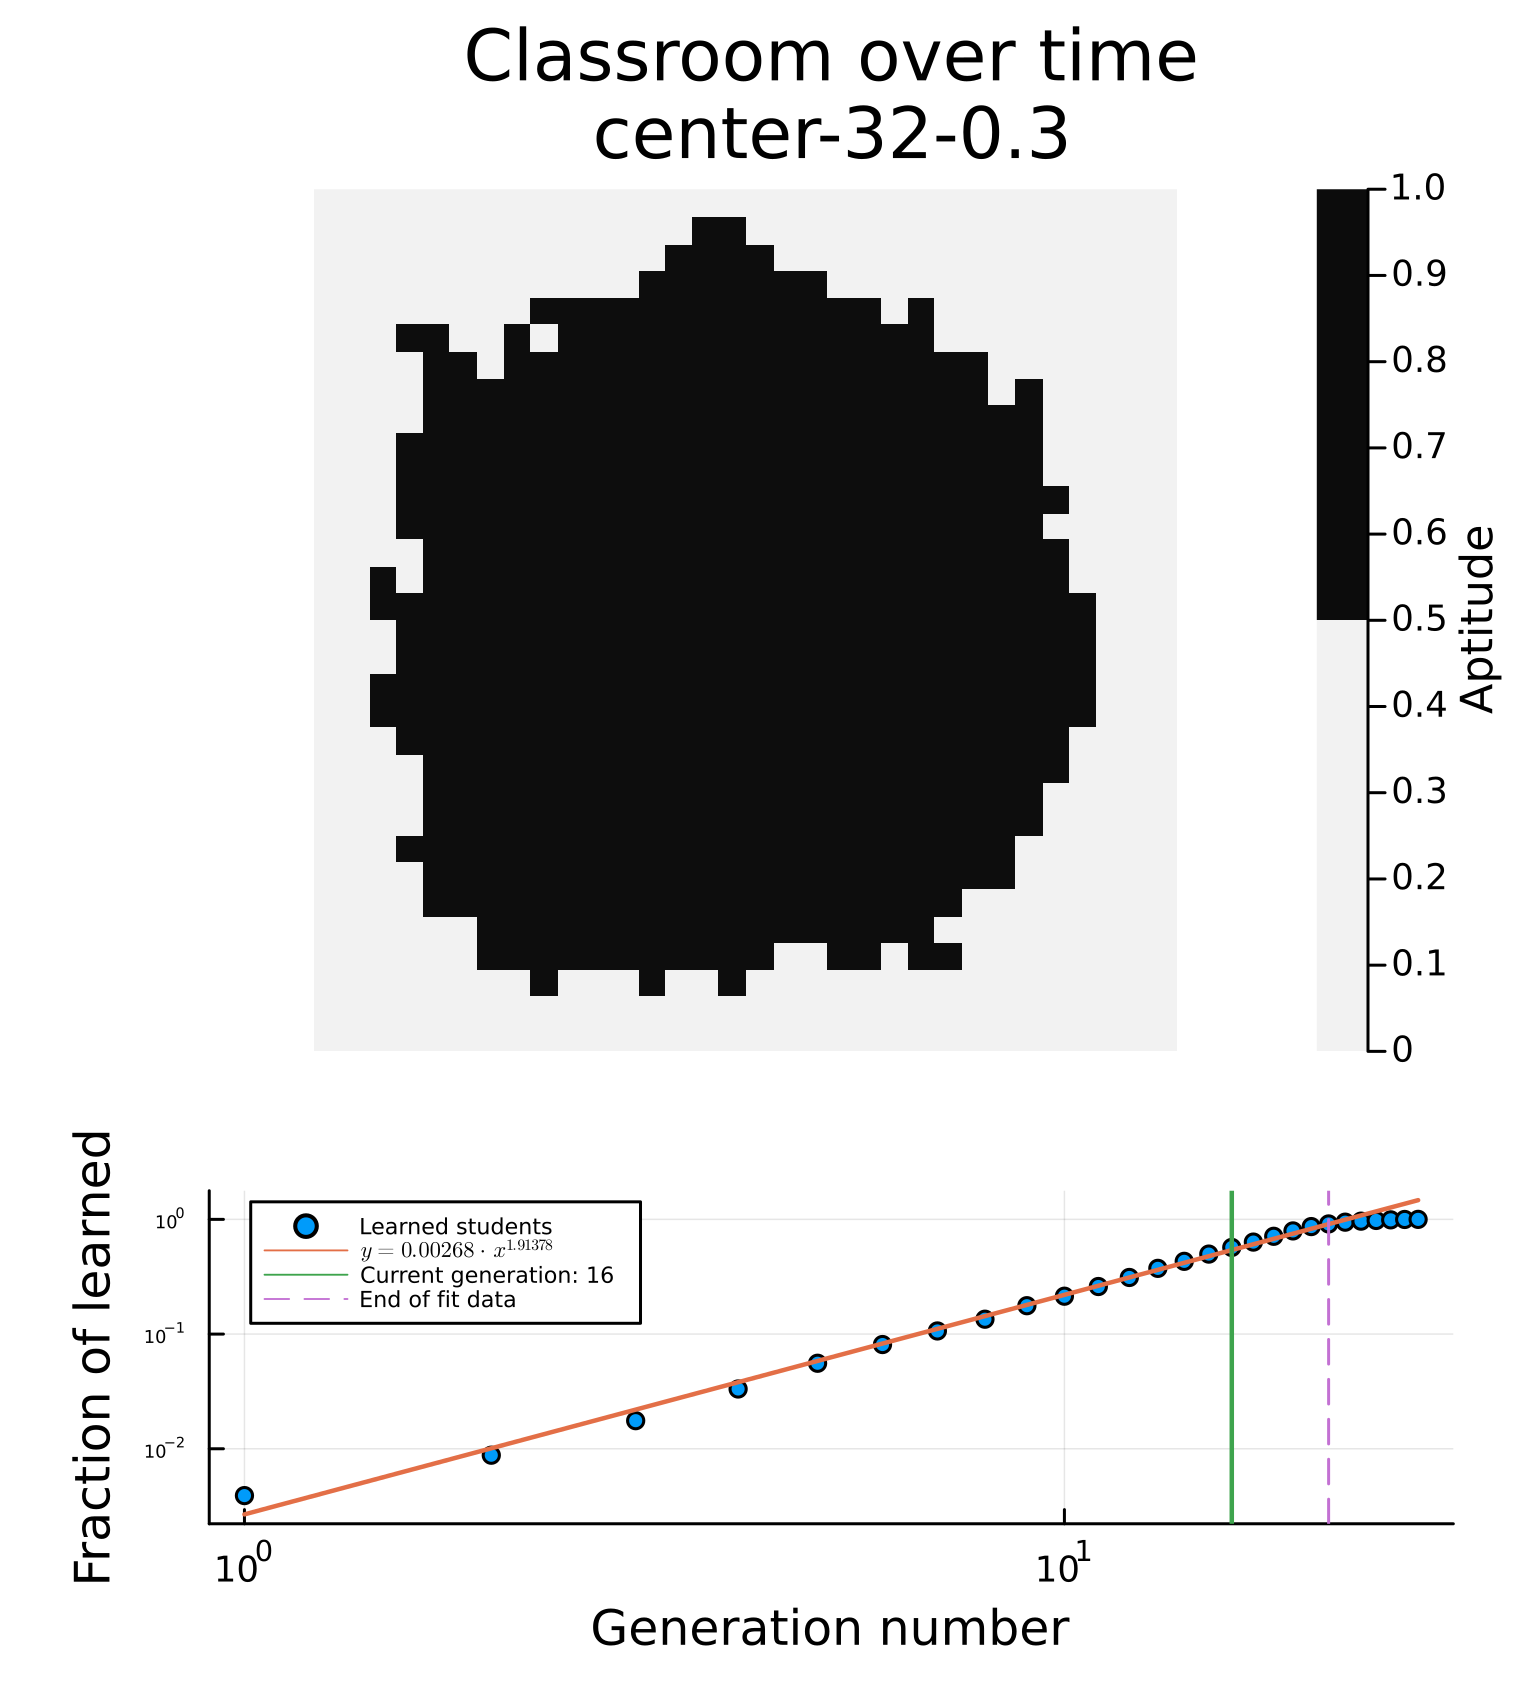 Classroom over time
center-32-0.3
1.0
0.9
0.8
0.7
0.6
0.5
0.4
0.3
0.2
0.1
0
Aptitude
Fraction of learned
10⁰
10⁻¹
10⁻²
Learned students
y = 0.00268 · x^1.91378
Current generation: 16
End of fit data
10⁰
10¹
Generation number